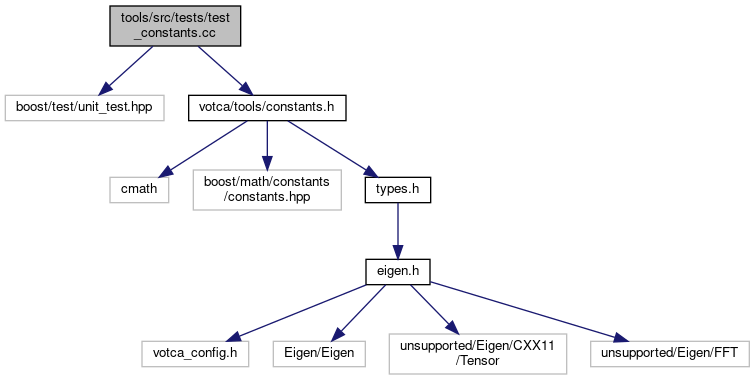 tools/src/tests/test
_constants.cc
boost/test/unit_test.hpp
votca/tools/constants.h
cmath
boost/math/constants
/constants.hpp
types.h
eigen.h
votca_config.h
Eigen/Eigen
unsupported/Eigen/CXX11
/Tensor
unsupported/Eigen/FFT